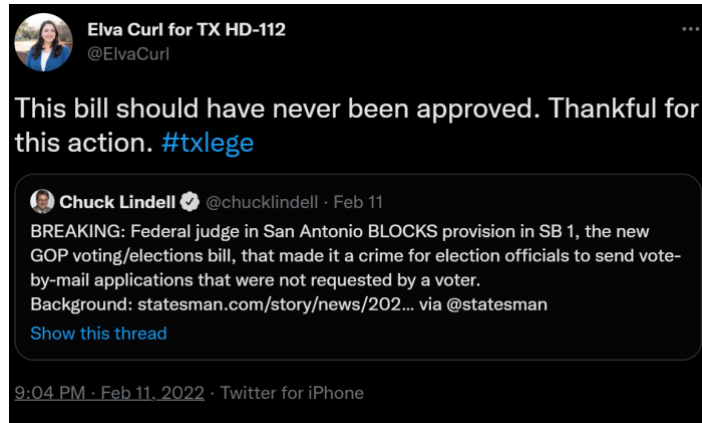 Elva Curl for TX HD-112
@ElvaCurl
This bill should have never been approved. Thankful for
this action. #txlege
Chuck Lindell @chucklindell · Feb 11
BREAKING: Federal judge in San Antonio BLOCKS provision in SB 1, the new
GOP voting/elections bill, that made it a crime for election officials to send vote-
by-mail applications that were not requested by a voter.
Background: statesman.com/story/news/202... via @statesman
Show this thread
9:04 PM · Feb 11, 2022 · Twitter for iPhone